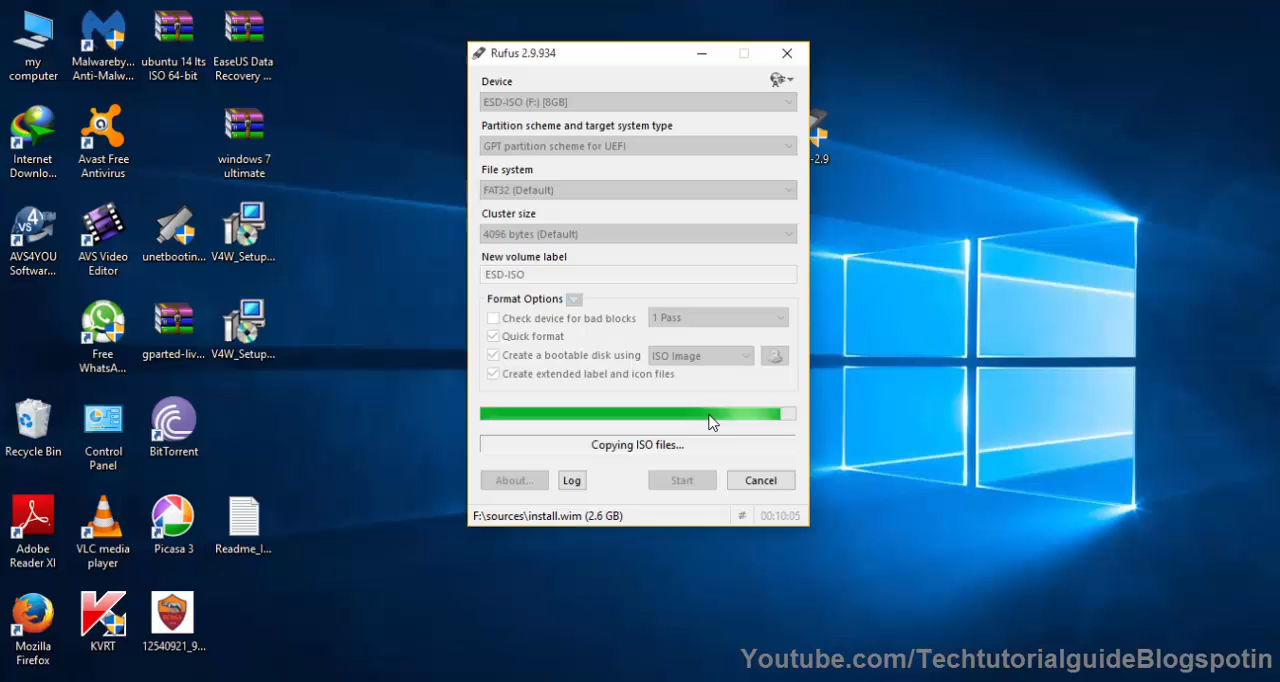 my
computer
Malwareby...
Anti-Malw...
ubuntu 14 lts
ISO 64-bit
EaseUS Data
Recovery ...
Internet
Downlo...
Avast Free
Antivirus
windows 7
ultimate
AVS4YOU
Softwar...
AVS Video
Editor
unetbootin...
V4W_Setup...
Free
WhatsA...
gparted-liv...
V4W_Setup...
Recycle Bin
Control
Panel
BitTorrent
Adobe
Reader XI
VLC media
player
Picasa 3
Readme_l...
Mozilla
Firefox
KVRT
12540921_9...
Rufus 2.9.934
Device
ESD-ISO (F:) [8GB]
Partition scheme and target system type
GPT partition scheme for UEFI
File system
FAT32 (Default)
Cluster size
4096 bytes (Default)
New volume label
ESD-ISO
Format Options
Check device for bad blocks
1 Pass
Quick format
Create a bootable disk using
ISO Image
Create extended label and icon files
Copying ISO files...
About...
Log
Start
Cancel
F:\sources\install.wim (2.6 GB)
#
00:10:05
-2.9
Youtube.com/TechtutorialguideBlogspotin